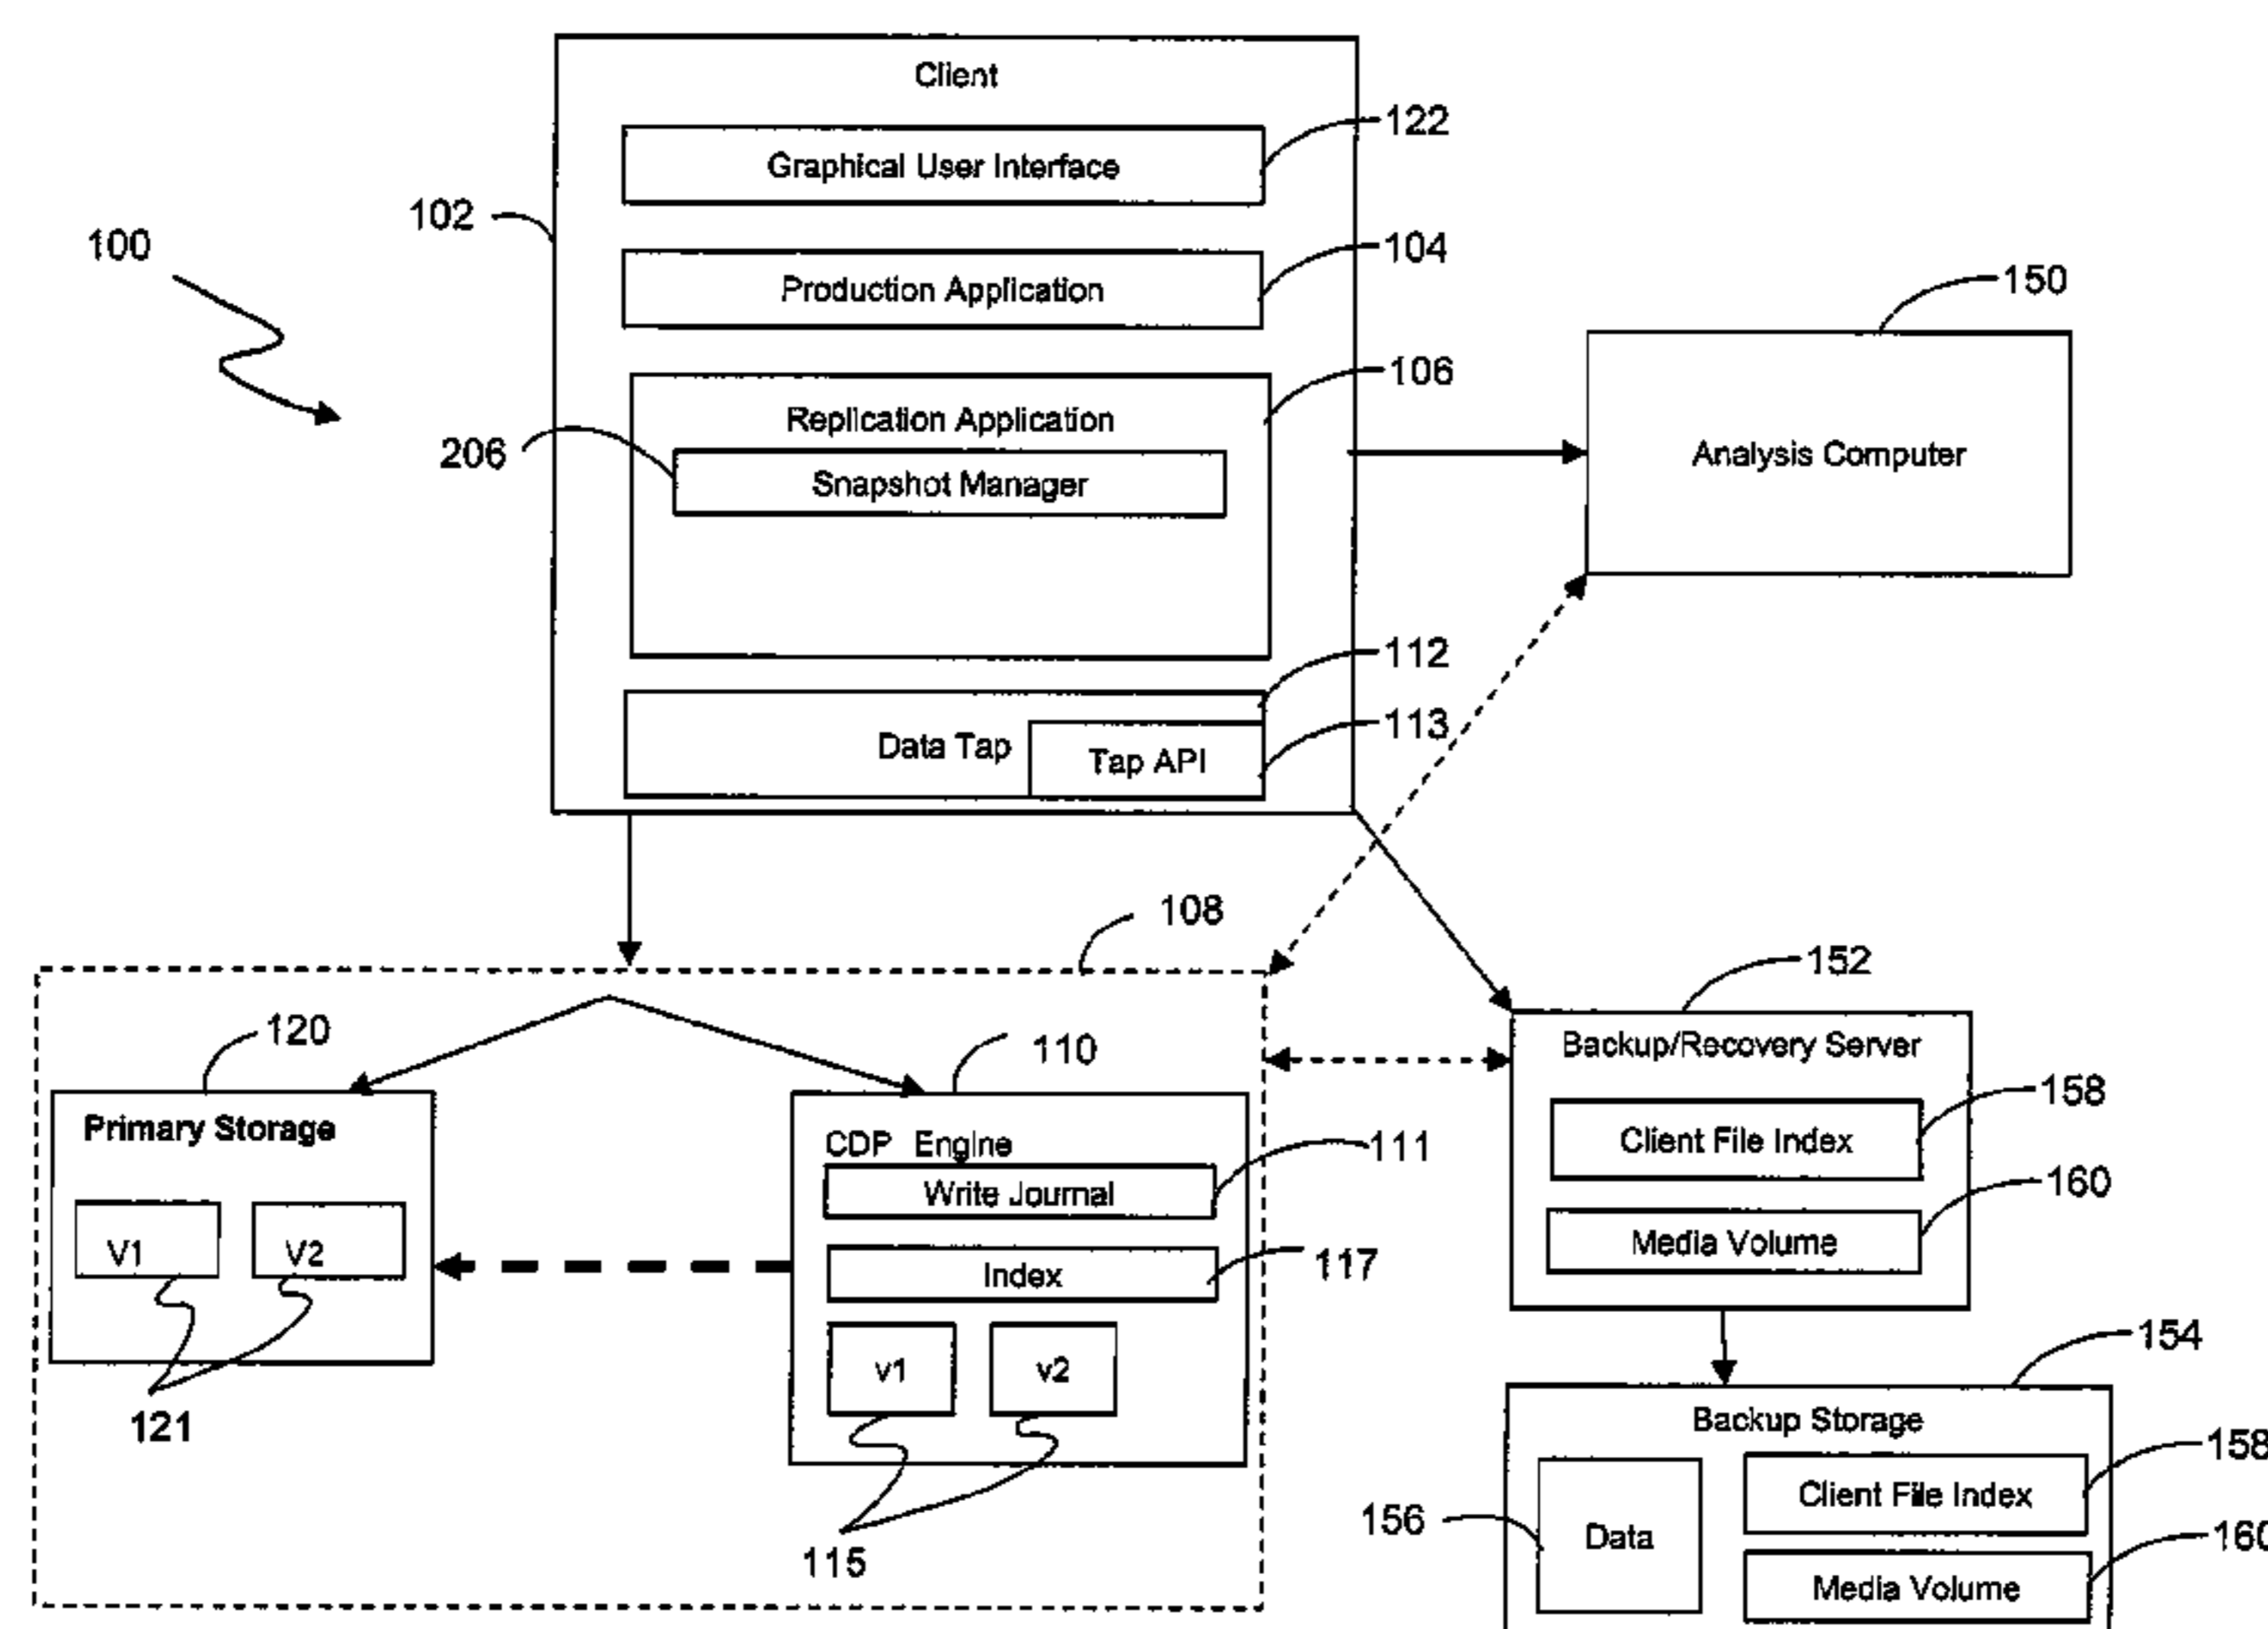 Client
122
Graphical User Interface
102
100
104
Production Application
150
106
Replication Application
206
Snapshot Manager
Analysis Computer
112
113
Data Tap
Tap API
108
152
120
110
Backup/Recovery Server
Primary Storage
CDP Engine
111
158
Client File Index
Write Journal
160
V1
V2
117
Media Volume
Index
154
v1
v2
121
Backup Storage
158
Client File Index
156
Data
115
160
Media Volume